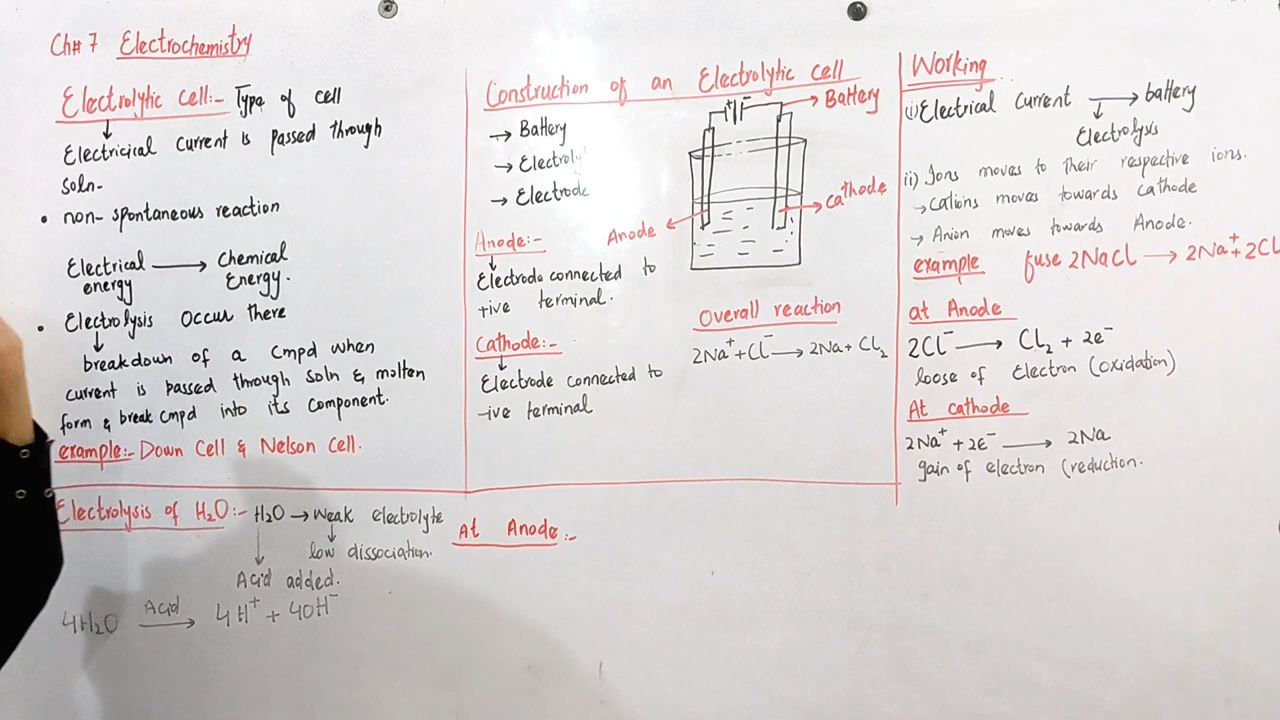 Ch# 7 Electrochemistry
Electrolytic cell:- Type of cell
Electricical current is passed through
soln-
• non-spontaneous reaction
Electrical → Chemical
energy Energy.
• Electrolysis occur there
breakdown of a Cmpd when
current is passed through soln & molten
form & break cmpd into its component.
example:- Down Cell & Nelson Cell.
Construction of an Electrolytic cell
→ Battery
→ Electroly
→ Electrode
Battery
Cathode
Anode
Anode:-
Electrode connected to
+ive terminal.
Cathode:-
Electrode connected to
-ive terminal
Overall reaction
2Na⁺ + Cl⁻ → 2Na + Cl₂
Working
(i) Electrical current → battery
Electrolysis
ii) Ions moves to their respective ions.
→ Cations moves towards cathode
→ Anion moves towards Anode.
example fuse 2NaCl → 2Na⁺ + 2Cl
at Anode
2Cl⁻ → Cl₂ + 2e⁻
loose of Electron (oxidation)
At cathode
2Na⁺ + 2e⁻ → 2Na
gain of electron (reduction.
Electrolysis of H₂O:- H₂O → Weak electrolyte
low dissociation.
Acid added.
4H₂O Acid → 4H⁺ + 4OH⁻
At Anode:-